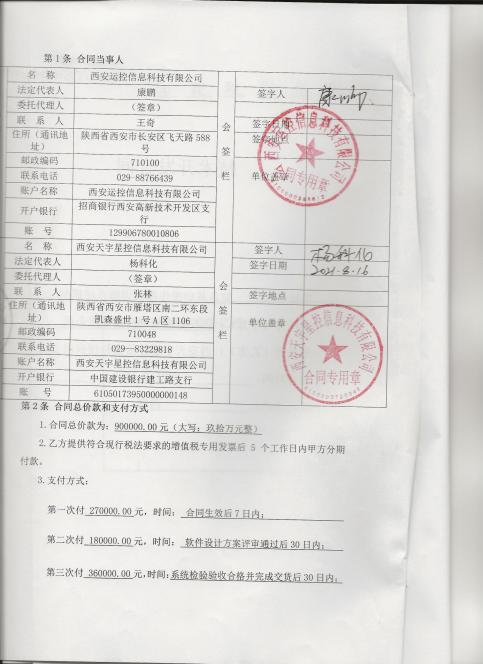 第1条 合同当事人
名 称 西安运控信息科技有限公司
法定代表人 康鹏 签字人
委托代理人 (签章)
联 系 人 王奇 会 签字日期
住所(通讯地 陕西省西安市长安区飞天路588 签字地点
址) 号 签
邮政编码 710100
联系电话 029-88766439 栏 单位盖章
账户名称 西安运控信息科技有限公司
开户银行 招商银行西安高新技术开发区支
行
账 号 129906780010806
西安运控信息科技有限公司
合同专用章
名 称 西安天宇星控信息科技有限公司 签字人 杨科化
法定代表人 杨科化 签字日期 2021.8.16
委托代理人 (签章) 会
联 系 人 张林 签字地点
住所(通讯地 陕西省西安市雁塔区南二环东段 签
址) 凯森盛世1号A区1106 单位盖章
邮政编码 710048 栏
联系电话 029—83229818
账户名称 西安天宇星控信息科技有限公司
开户银行 中国建设银行建工路支行
账 号 61050173950000000148
西安天宇星控信息科技有限公司
合同专用章
第2条 合同总价款和支付方式
1.合同总价款为:900000.00元(大写:玖拾万元整)
2.乙方提供符合现行税法要求的增值税专用发票后 5 个工作日内甲方分期
付款。
3.支付方式:
第一次付 270000.00 元,时间: 合同生效后7日内;
第二次付 180000.00 元,时间: 软件设计方案评审通过后30日内;
第三次付 360000.00 元,时间:系统检验验收合格并完成交货后30日内;